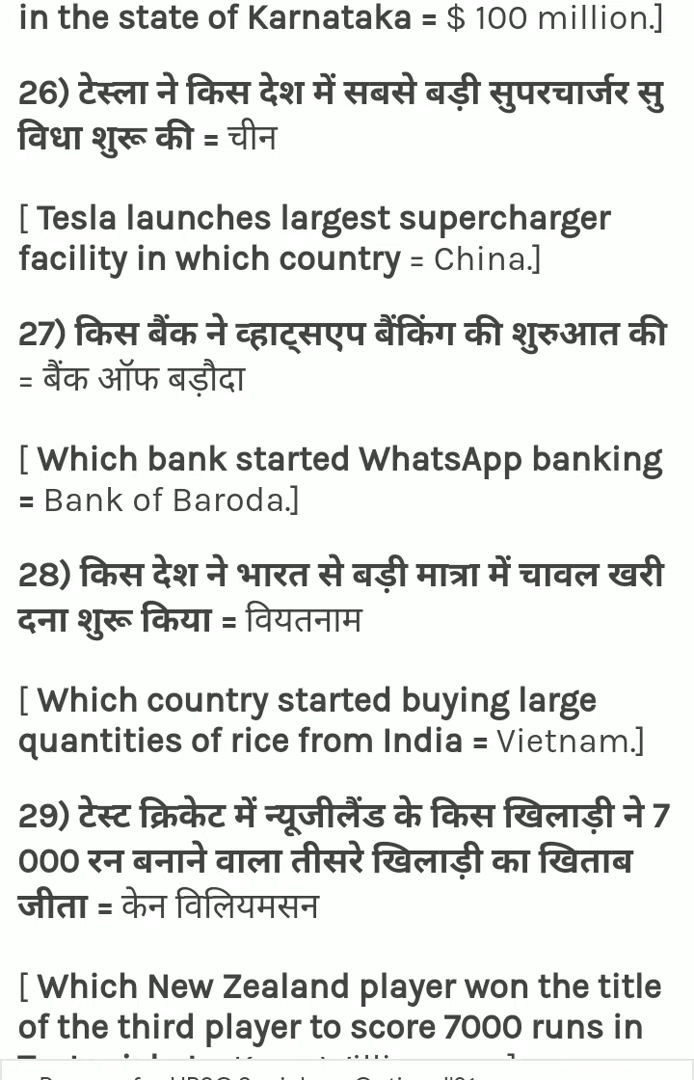 in the state of Karnataka = $ 100 million.]
26) टेस्ला ने किस देश में सबसे बड़ी सुपरचार्जर सु
विधा शुरू की = चीन
[ Tesla launches largest supercharger
facility in which country = China.]
27) किस बैंक ने व्हाट्सएप बैंकिंग की शुरुआत की
= बैंक ऑफ बड़ौदा
[ Which bank started WhatsApp banking
= Bank of Baroda.]
28) किस देश ने भारत से बड़ी मात्रा में चावल खरी
दना शुरू किया = वियतनाम
[ Which country started buying large
quantities of rice from India = Vietnam.]
29) टेस्ट क्रिकेट में न्यूजीलैंड के किस खिलाड़ी ने 7
000 रन बनाने वाला तीसरे खिलाड़ी का खिताब
जीता = केन विलियमसन
[ Which New Zealand player won the title
of the third player to score 7000 runs in